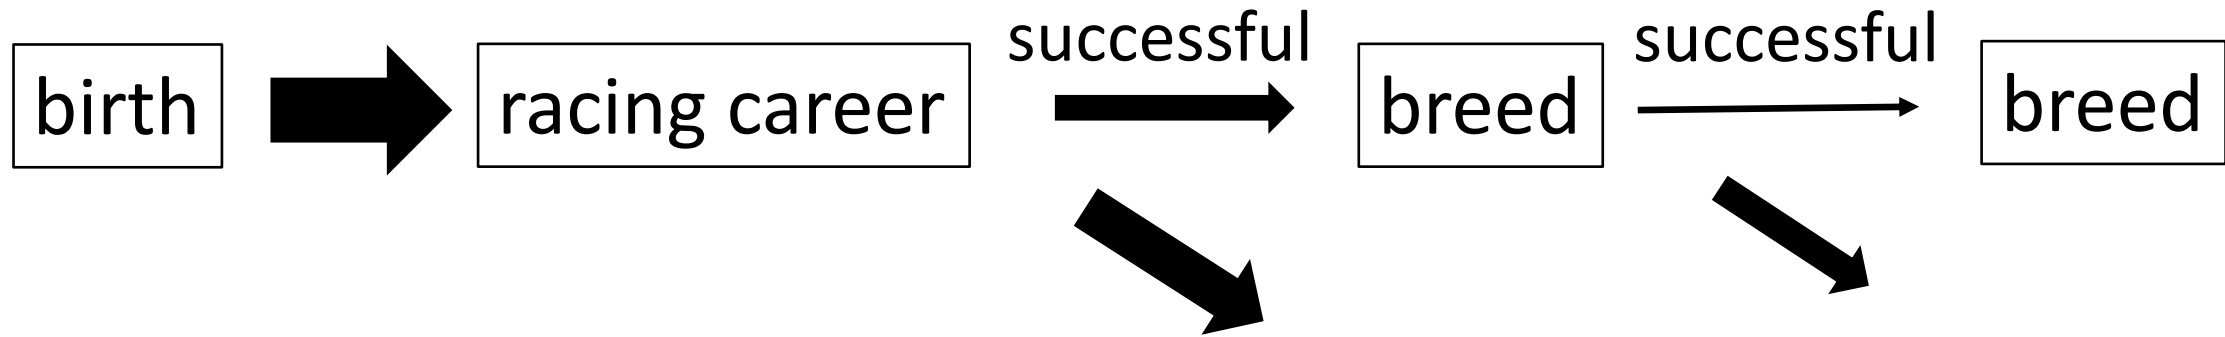 birth
racing career
successful
breed
successful
breed